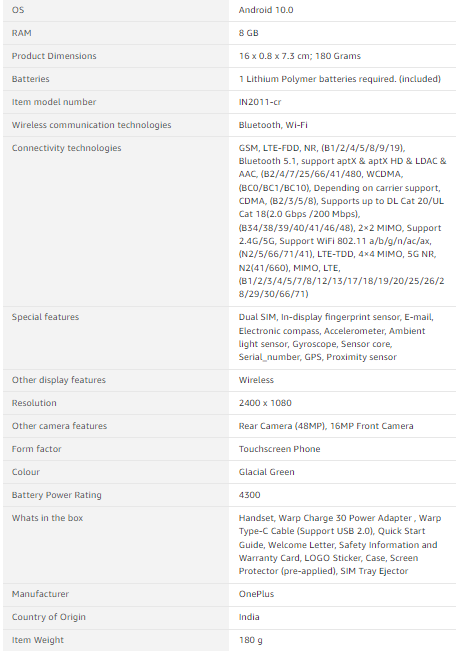 OS Android 10.0
RAM 8 GB
Product Dimensions 16 x 0.8 x 7.3 cm; 180 Grams
Batteries 1 Lithium Polymer batteries required. (included)
Item model number IN2011-cr
Wireless communication technologies Bluetooth, Wi-Fi
Connectivity technologies GSM, LTE-FDD, NR, (B1/2/4/5/8/9/19),
Bluetooth 5.1, support aptX & aptX HD & LDAC &
AAC, (B2/4/7/25/66/41/480, WCDMA,
(BC0/BC1/BC10), Depending on carrier support,
CDMA, (B2/3/5/8), Supports up to DL Cat 20/UL
Cat 18(2.0 Gbps /200 Mbps),
(B34/38/39/40/41/46/48), 2×2 MIMO, Support
2.4G/5G, Support WiFi 802.11 a/b/g/n/ac/ax,
(N2/5/66/71/41), LTE-TDD, 4×4 MIMO, 5G NR,
N2(41/660), MIMO, LTE,
(B1/2/3/4/5/7/8/12/13/17/18/19/20/25/26/2
8/29/30/66/71)
Special features Dual SIM, In-display fingerprint sensor, E-mail,
Electronic compass, Accelerometer, Ambient
light sensor, Gyroscope, Sensor core,
Serial_number, GPS, Proximity sensor
Other display features Wireless
Resolution 2400 x 1080
Other camera features Rear Camera (48MP), 16MP Front Camera
Form factor Touchscreen Phone
Colour Glacial Green
Battery Power Rating 4300
Whats in the box Handset, Warp Charge 30 Power Adapter , Warp
Type-C Cable (Support USB 2.0), Quick Start
Guide, Welcome Letter, Safety Information and
Warranty Card, LOGO Sticker, Case, Screen
Protector (pre-applied), SIM Tray Ejector
Manufacturer OnePlus
Country of Origin India
Item Weight 180 g